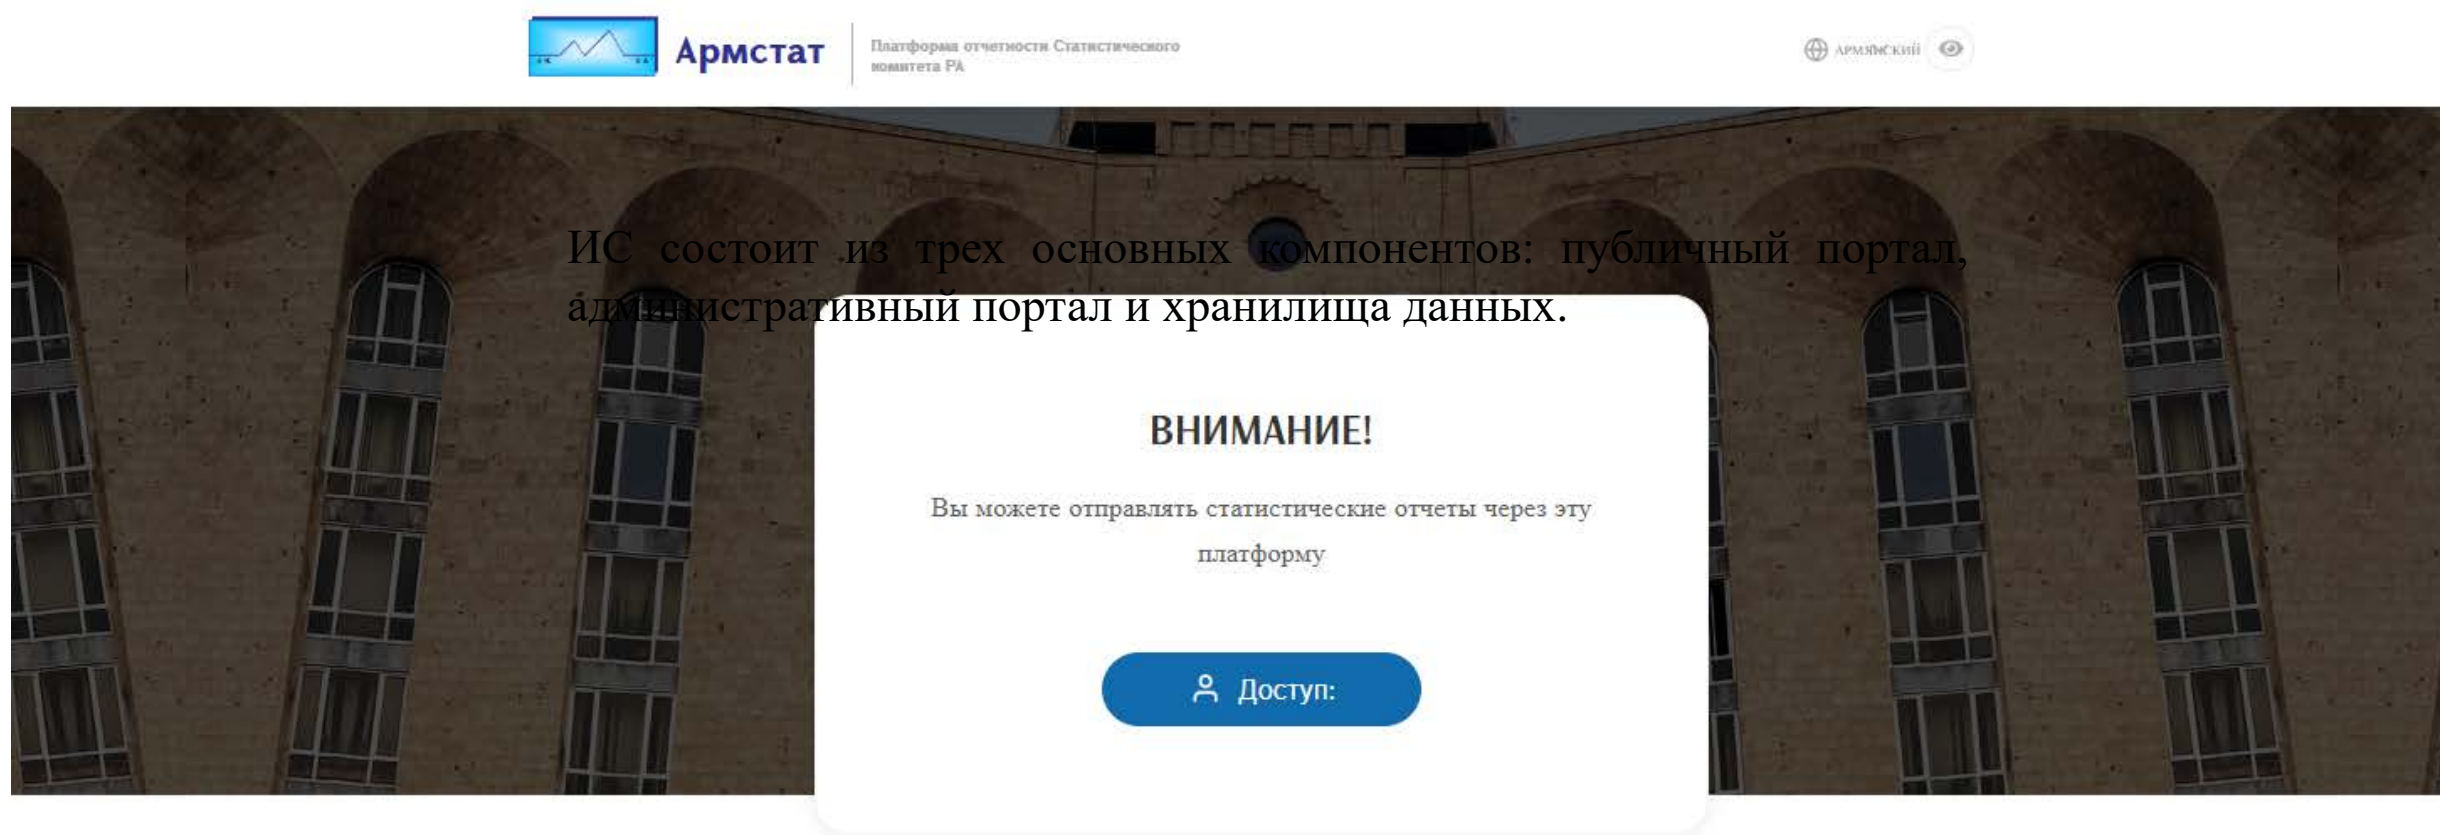 Армстат
Платформа отчетности Статистического
комитета РА
АРМЯНСКИЙ
ИС состоит из трех основных компонентов: публичный портал,
административный портал и хранилища данных.
ВНИМАНИЕ!
Вы можете отправлять статистические отчеты через эту
платформу
Доступ: